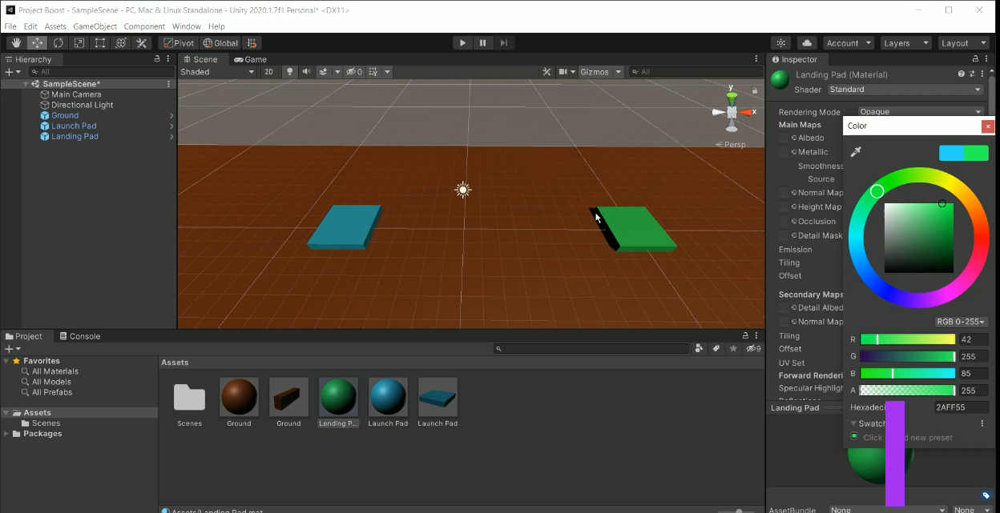 Project Boost - SampleScene - PC, Mac & Linux Standalone - Unity 2020.1.7f1 Personal* <DX11>
File Edit Assets GameObject Component Window Help
Pivot Global Account Layers Layout
Hierarchy Scene Game Inspector
All Shaded 2D 0 Gizmos All Landing Pad (Material)
SampleScene*
Shader Standard
Main Camera
Directional Light
Ground
Launch Pad
Landing Pad
y
x
Persp
Rendering Mode Opaque
Main Maps
Color
Albedo
Metallic
Smoothness
Source
Normal Map
Height Map
Occlusion
Detail Mask
Emission
Tiling
Offset
Secondary Maps
Detail Albed
Normal Map
RGB 0-255
Tiling
R 42
Offset
G 255
UV Set
B 85
Forward Renderi
Specular Highligh
A 255
Landing Pad
2AFF55
Swatch
Click new preset
Project Console
9
Favorites
All Materials
All Models
All Prefabs
Assets
Scenes
Packages
Assets
Scenes Ground Ground Landing P... Launch Pad Launch Pad
Assets/Landing Pad.mat
AssetBundle None None